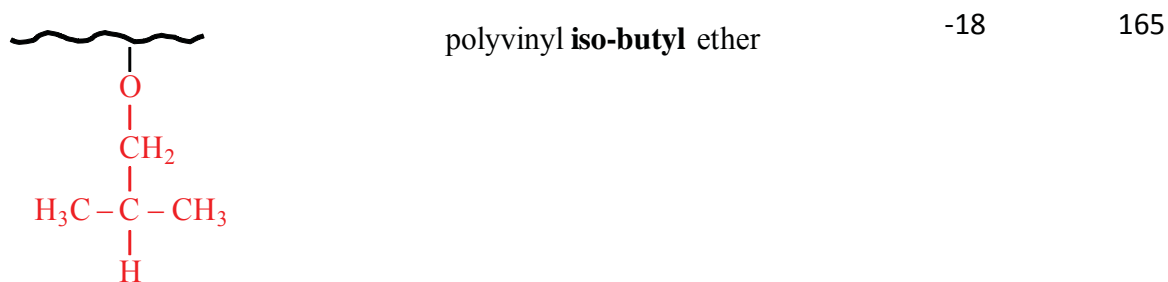 polyvinyl iso-butyl ether -18 165
O
CH₂
H₃C – C – CH₃
H